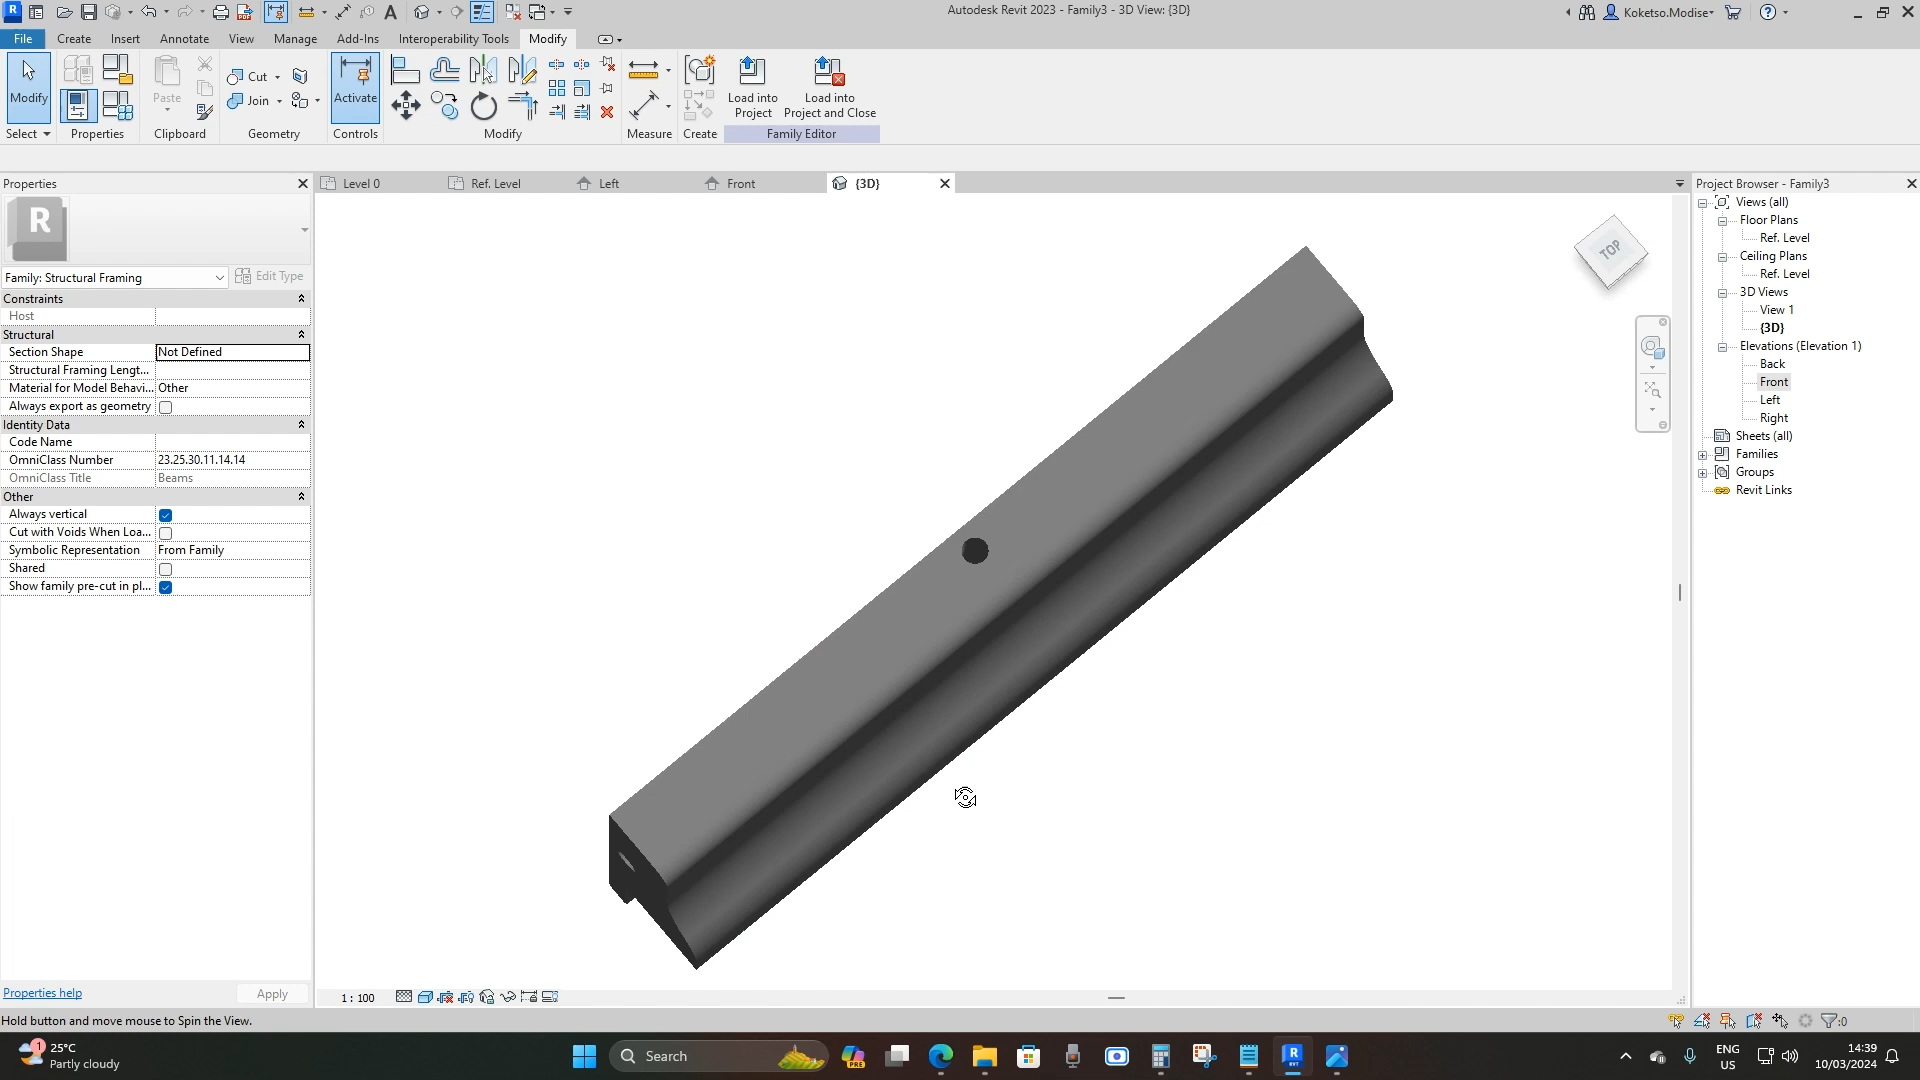 Autodesk Revit 2023 - Family3 - 3D View: {3D}
Koketso.Modise
File Create Insert Annotate View Manage Add-Ins Interoperability Tools Modify
Modify
Paste
Cut
Join
Activate
Load into
Project
Load into
Project and Close
Select Properties Clipboard Geometry Controls Modify Measure Create Family Editor
Properties
Level 0
Ref. Level
Left
Front
{3D}
Project Browser - Family3
R
Family: Structural Framing
Edit Type
Constraints
Host
Structural
Section Shape Not Defined
Structural Framing Lengt...
Material for Model Behavi... Other
Always export as geometry
Identity Data
Code Name
OmniClass Number 23.25.30.11.14.14
OmniClass Title Beams
Other
Always vertical
Cut with Voids When Loa...
Symbolic Representation From Family
Shared
Show family pre-cut in pl...
TOP
Views (all)
Floor Plans
Ref. Level
Ceiling Plans
Ref. Level
3D Views
View 1
{3D}
Elevations (Elevation 1)
Back
Front
Left
Right
Sheets (all)
Families
Groups
Revit Links
Properties help
Apply
1 : 100
Hold button and move mouse to Spin the View.
:0
1
25°C
Partly cloudy
Search
PRE
R
RVT
ENG
US
14:39
10/03/2024